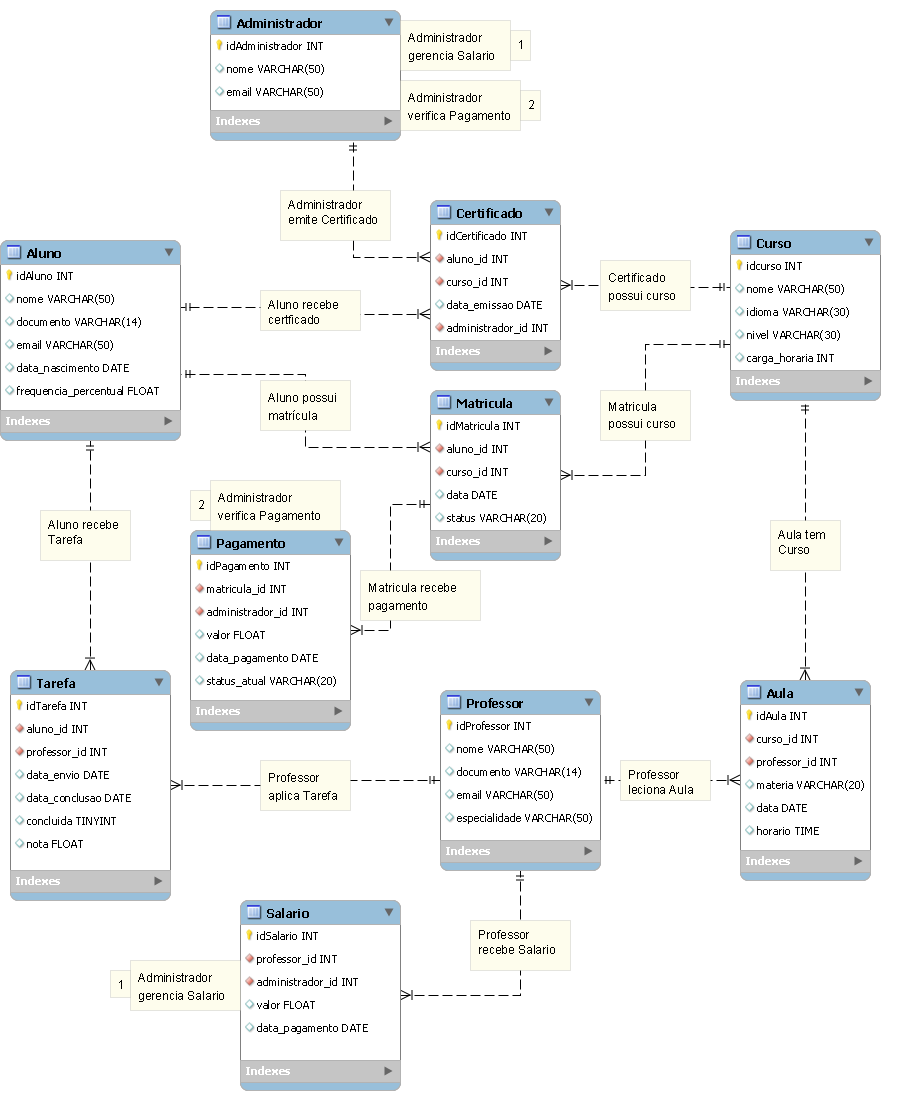 Administrador
idAdministrador INT
nome VARCHAR(50)
email VARCHAR(50)
Indexes
Administrador
gerencia Salario
1
Administrador
verifica Pagamento
2
Administrador
emite Certificado
Certificado
idCertificado INT
aluno_id INT
curso_id INT
data_emissao DATE
administrador_id INT
Indexes
Curso
idcurso INT
nome VARCHAR(50)
idioma VARCHAR(30)
nivel VARCHAR(30)
carga_horaria INT
Indexes
Aluno
idAluno INT
nome VARCHAR(50)
documento VARCHAR(14)
email VARCHAR(50)
data_nascimento DATE
frequencia_percentual FLOAT
Indexes
Aluno recebe
certficado
Certificado
possui curso
Aluno possui
matrícula
Matricula
idMatricula INT
aluno_id INT
curso_id INT
data DATE
status VARCHAR(20)
Indexes
Matricula
possui curso
2
Administrador
verifica Pagamento
Aluno recebe
Tarefa
Pagamento
idPagamento INT
matricula_id INT
administrador_id INT
valor FLOAT
data_pagamento DATE
status_atual VARCHAR(20)
Indexes
Matricula recebe
pagamento
Aula tem
Curso
Tarefa
idTarefa INT
aluno_id INT
professor_id INT
data_envio DATE
data_conclusao DATE
concluida TINYINT
nota FLOAT
Indexes
Professor
aplica Tarefa
Professor
idProfessor INT
nome VARCHAR(50)
documento VARCHAR(14)
email VARCHAR(50)
especialidade VARCHAR(50)
Indexes
Professor
leciona Aula
Aula
idAula INT
curso_id INT
professor_id INT
materia VARCHAR(20)
data DATE
horario TIME
Indexes
Professor
recebe Salario
1
Administrador
gerencia Salario
Salario
idSalario INT
professor_id INT
administrador_id INT
valor FLOAT
data_pagamento DATE
Indexes